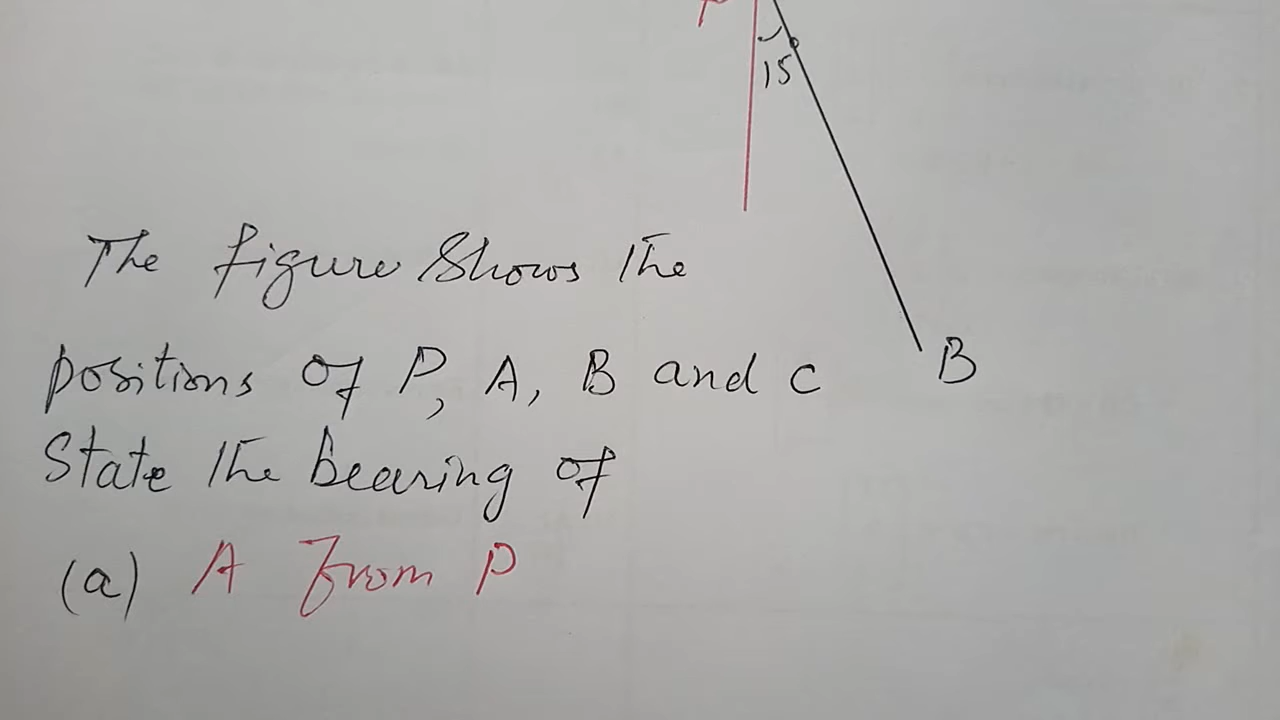 15
B
The figure shows the
positions of P, A, B and C
State the bearing of
(a) A from P